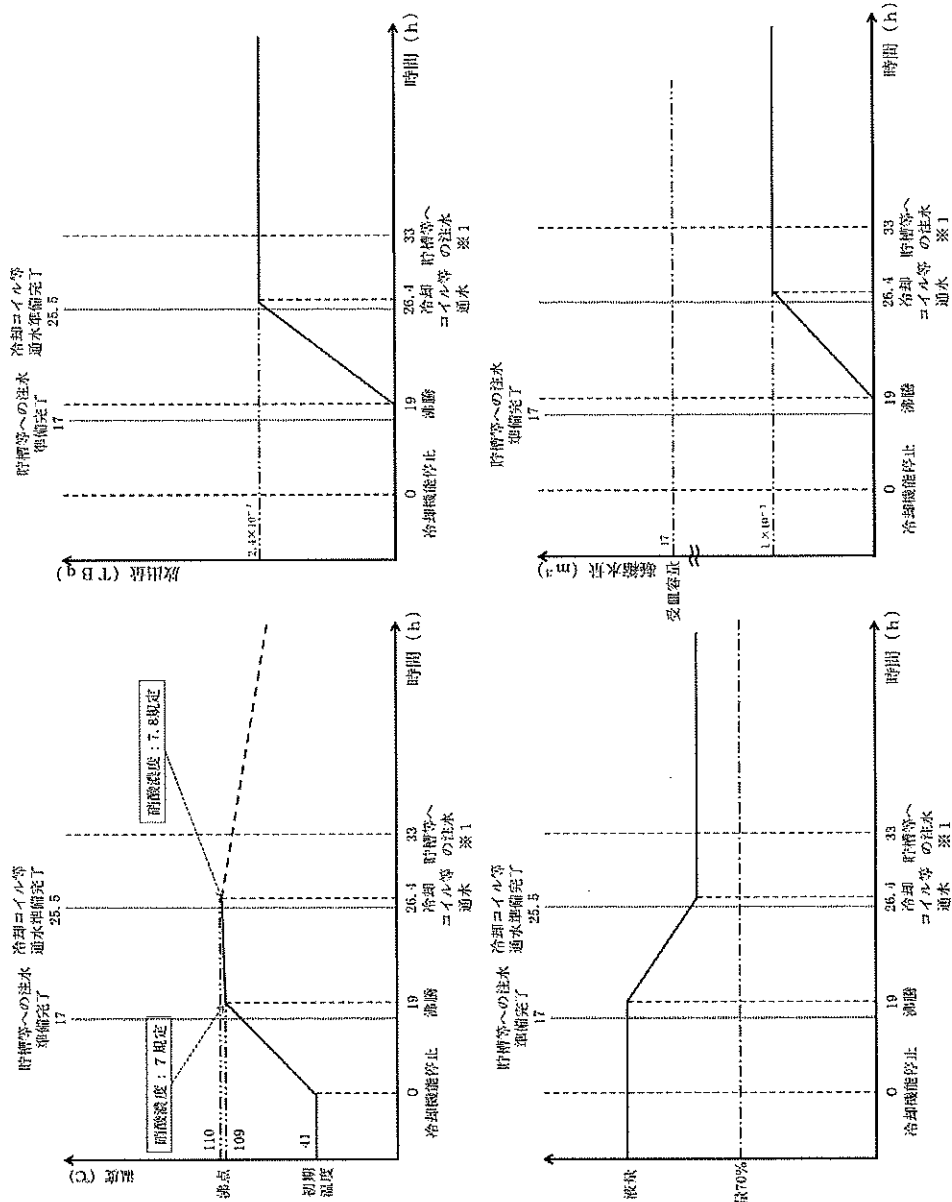 貯槽等への注水
準備完了
17
冷却コイル等
通水準備完了
25.5
硝酸濃度：7規定
硝酸濃度：7.8規定
温度（℃）
110
沸点
109
41
初期
温度
0
冷却機能停止
19
沸騰
26.4
冷却
コイル等
通水
33
貯槽等へ
の注水
※1
時間（h）
貯槽等への注水
準備完了
17
冷却コイル等
通水準備完了
25.5
放出量（TBq）
0
冷却機能停止
19
沸騰
26.4
冷却
コイル等
通水
33
貯槽等へ
の注水
※1
時間（h）
貯槽等への注水
準備完了
17
冷却コイル等
通水準備完了
25.5
液量
量70%
0
冷却機能停止
19
沸騰
26.4
冷却
コイル等
通水
33
貯槽等へ
の注水
※1
時間（h）
貯槽等への注水
準備完了
17
凝縮水量（m³）
17
受皿容量
0
冷却機能停止
19
沸騰
26.4
冷却
コイル等
通水
33
貯槽等へ
の注水
※1
時間（h）